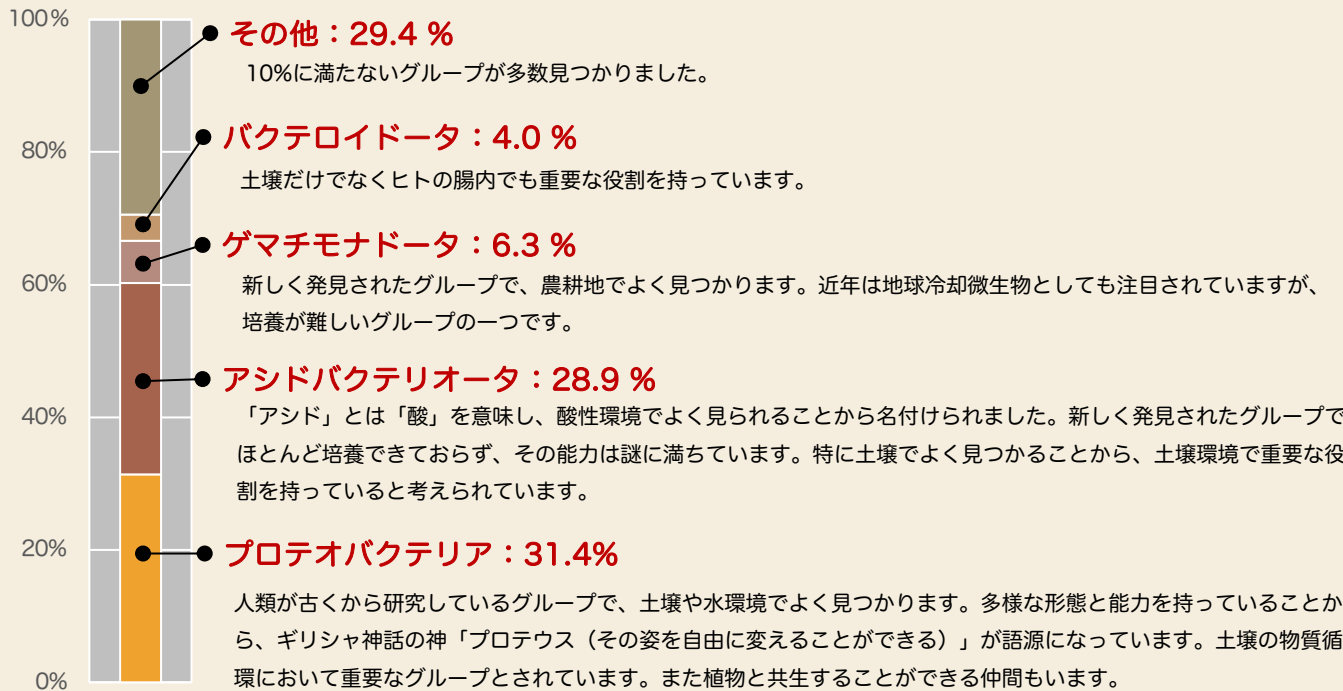 100%
80%
60%
40%
20%
0%
その他：29.4 %
10%に満たないグループが多数見つかりました。
バクテロイドータ：4.0 %
土壌だけでなくヒトの腸内でも重要な役割を持っています。
ゲマチモナドータ：6.3 %
新しく発見されたグループで、農耕地でよく見つかります。近年は地球冷却微生物としても注目されていますが、
培養が難しいグループの一つです。
アシドバクテリオータ：28.9 %
「アシド」とは「酸」を意味し、酸性環境でよく見られることから名付けられました。新しく発見されたグループで
ほとんど培養できておらず、その能力は謎に満ちています。特に土壌でよく見つかることから、土壌環境で重要な役
割を持っていると考えられています。
プロテオバクテリア：31.4%
人類が古くから研究しているグループで、土壌や水環境でよく見つかります。多様な形態と能力を持っていることか
ら、ギリシャ神話の神「プロテウス（その姿を自由に変えることができる）」が語源になっています。土壌の物質循
環において重要なグループとされています。また植物と共生することができる仲間もいます。